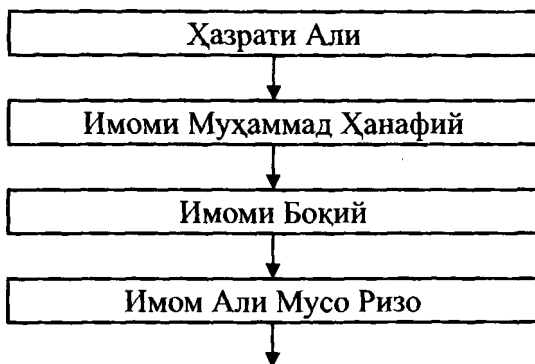 Ҳазрати Али
Имоми Муҳаммад Ҳанафий
Имоми Боқий
Имом Али Мусо Ризо